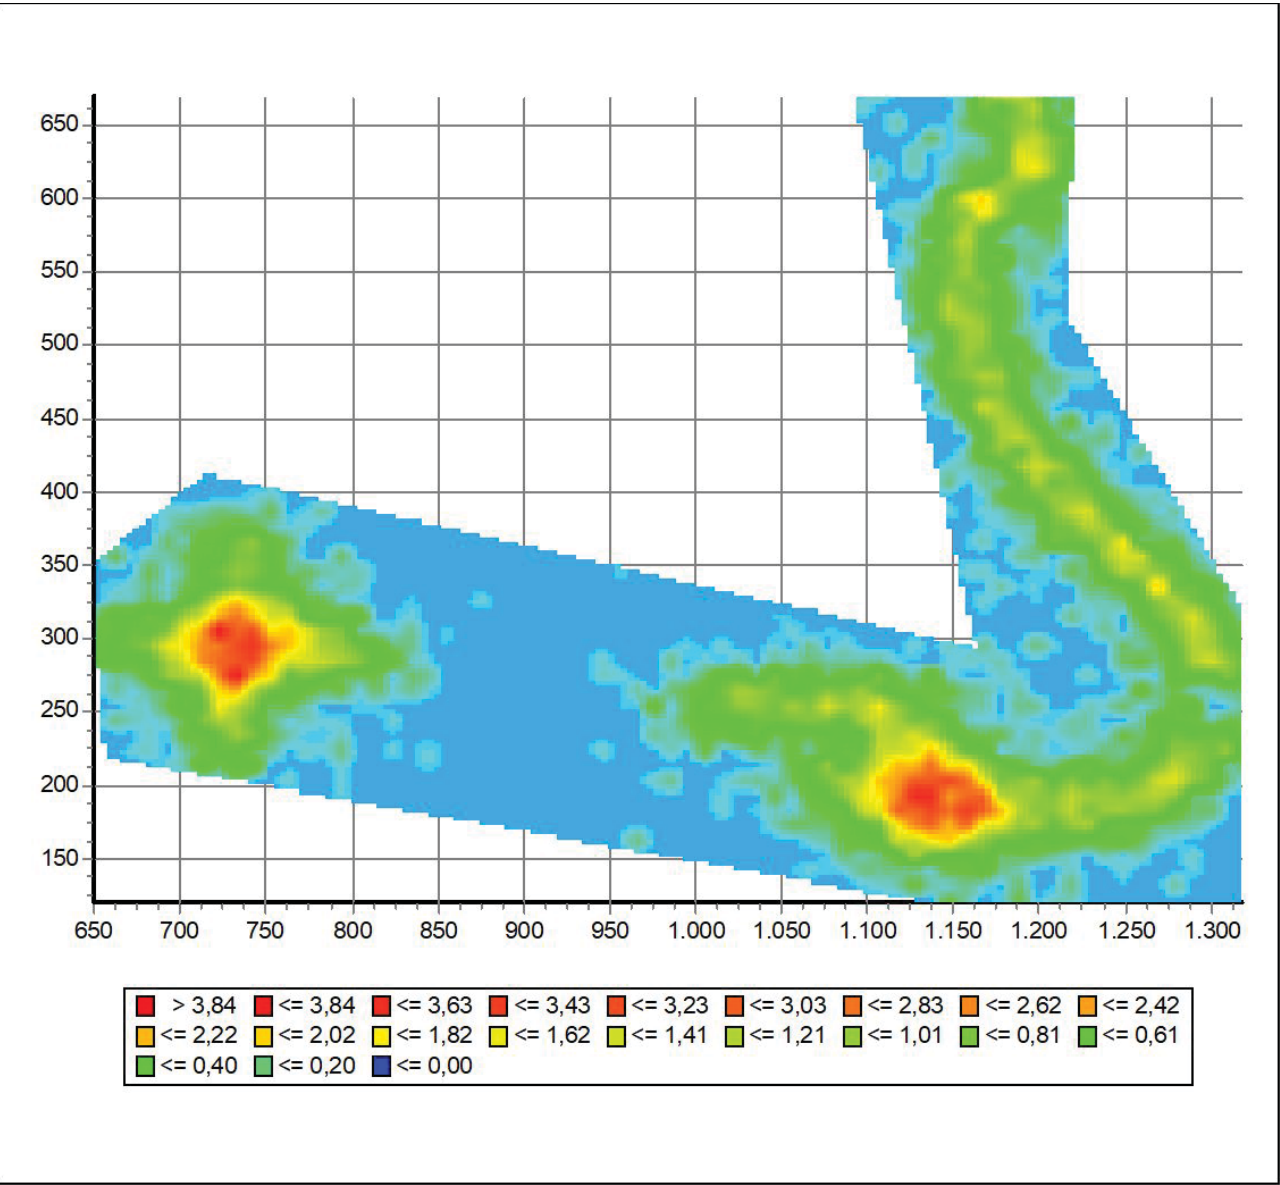 650
600
550
500
450
400
350
300
250
200
150
650 700 750 800 850 900 950 1.000 1.050 1.100 1.150 1.200 1.250 1.300
> 3,84 <= 3,84 <= 3,63 <= 3,43 <= 3,23 <= 3,03 <= 2,83 <= 2,62 <= 2,42
<= 2,22 <= 2,02 <= 1,82 <= 1,62 <= 1,41 <= 1,21 <= 1,01 <= 0,81 <= 0,61
<= 0,40 <= 0,20 <= 0,00